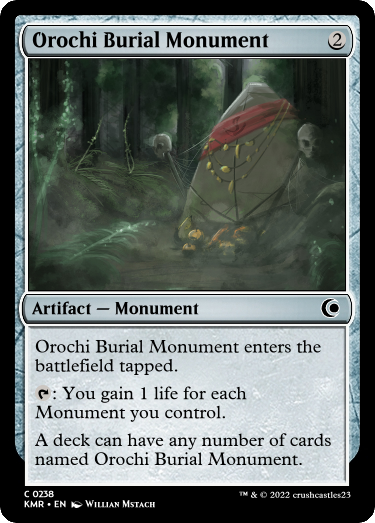 Orochi Burial Monument 2
Artifact — Monument
Orochi Burial Monument enters the
battlefield tapped.
: You gain 1 life for each
Monument you control.
A deck can have any number of cards
named Orochi Burial Monument.
C 0238
KMR • EN Willian Mstach
™ & © 2022 crushcastles23